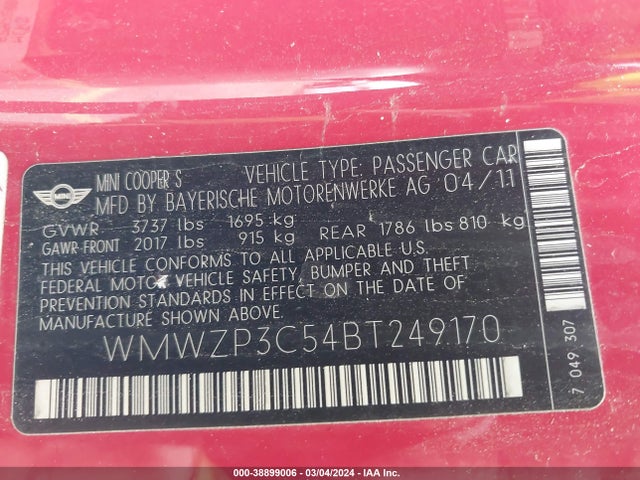 MINI
MINI COOPER S VEHICLE TYPE: PASSENGER CAR
MFD BY BAYERISCHE MOTORENWERKE AG 04/11
GVWR 3737 lbs 1695 kg
GAWR-FRONT 2017 lbs 915 kg REAR 1786 lbs 810 kg
THIS VEHICLE CONFORMS TO ALL APPLICABLE U.S.
FEDERAL MOTOR VEHICLE SAFETY, BUMPER AND THEFT
PREVENTION STANDARDS IN EFFECT ON THE DATE OF
MANUFACTURE SHOWN ABOVE.
WMWZP3C54BT249170
7 049 307
000-38899006 - 03/04/2024 - IAA Inc.